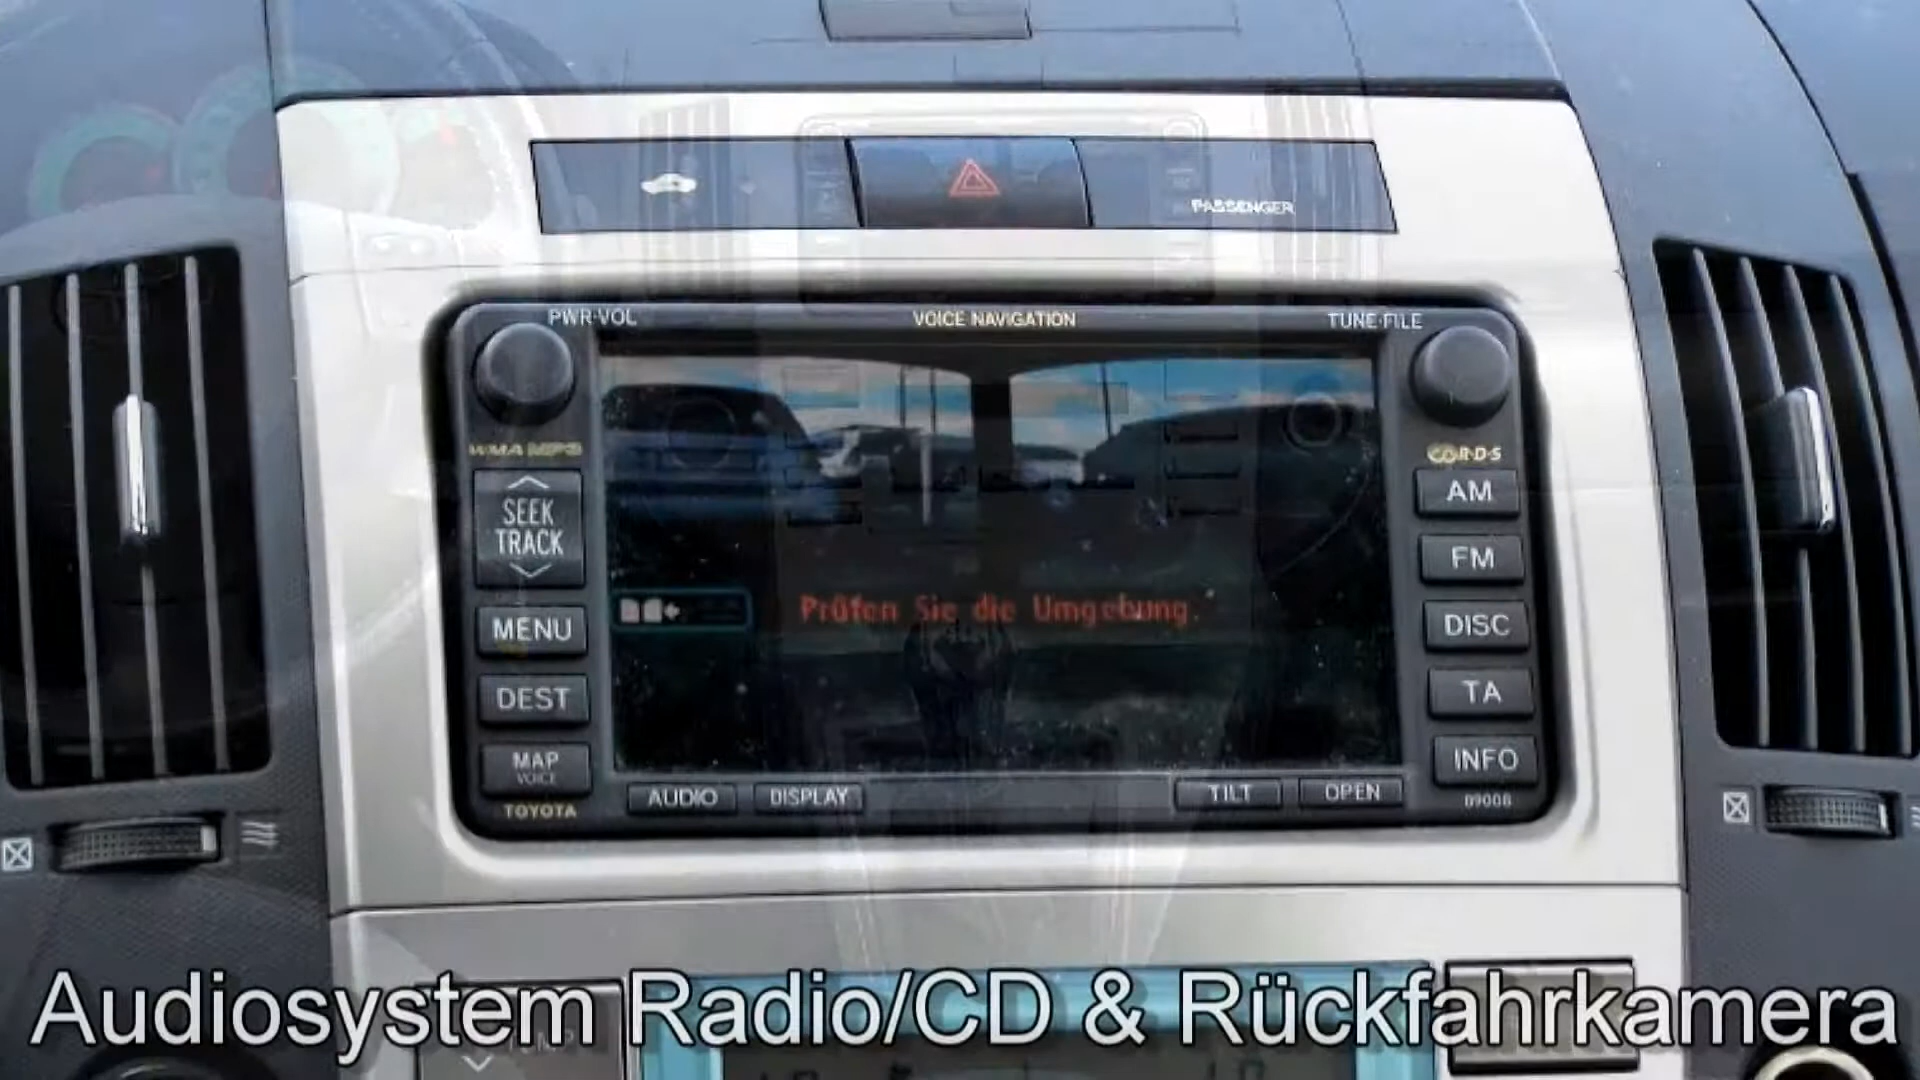 PASSENGER
PWR·VOL
VOICE NAVIGATION
TUNE·FILE
WMA MP3
R·D·S
SEEK
TRACK
AM
FM
Prüfen Sie die Umgebung.
MENU
DISC
DEST
TA
MAP
VOICE
INFO
TOYOTA
AUDIO
DISPLAY
TILT
OPEN
B9008
Audiosystem Radio/CD & Rückfahrkamera